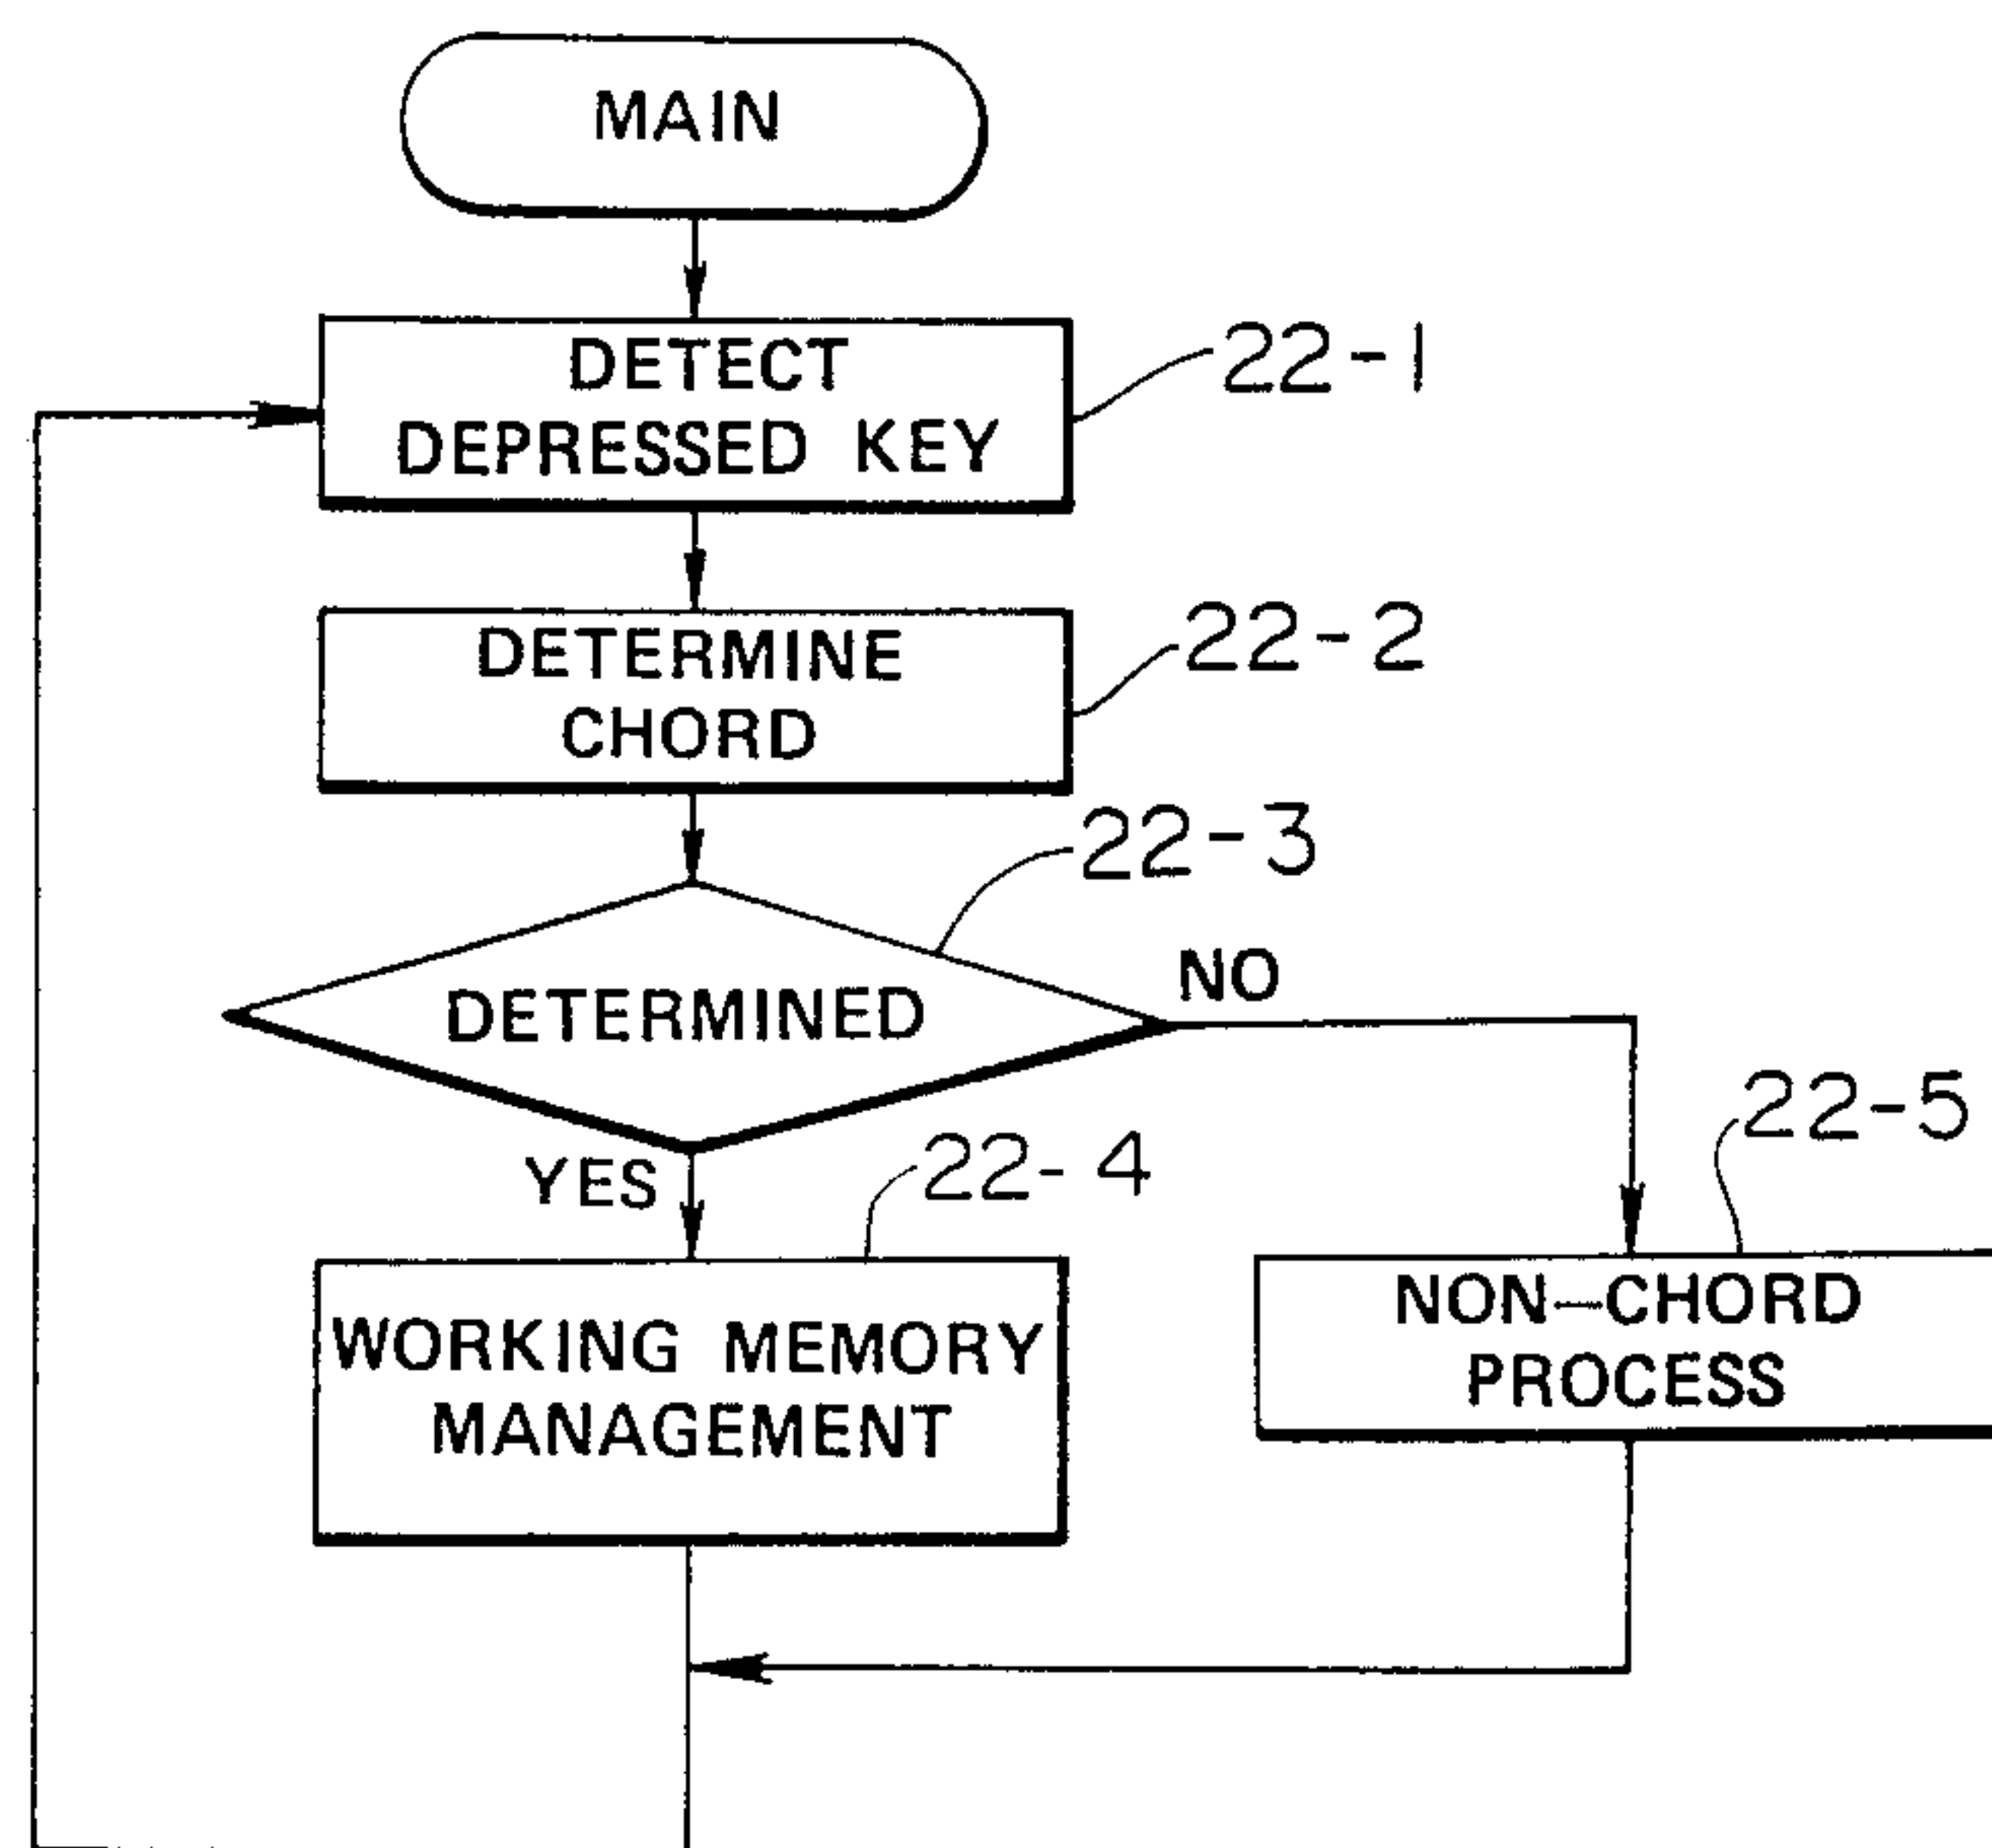 MAIN
DETECT
DEPRESSED KEY
22-1
DETERMINE
CHORD
22-2
22-3
DETERMINED
NO
YES
22-4
22-5
WORKING MEMORY
MANAGEMENT
NON-CHORD
PROCESS